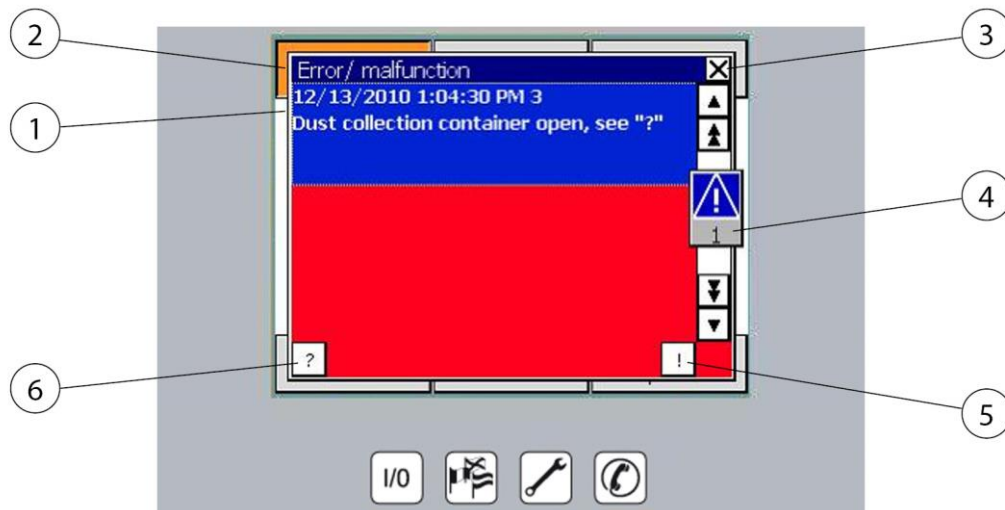 2
3
Error/ malfunction
12/13/2010 1:04:30 PM 3
Dust collection container open, see "?"
1
!
1
4
?
!
6
5
I/0